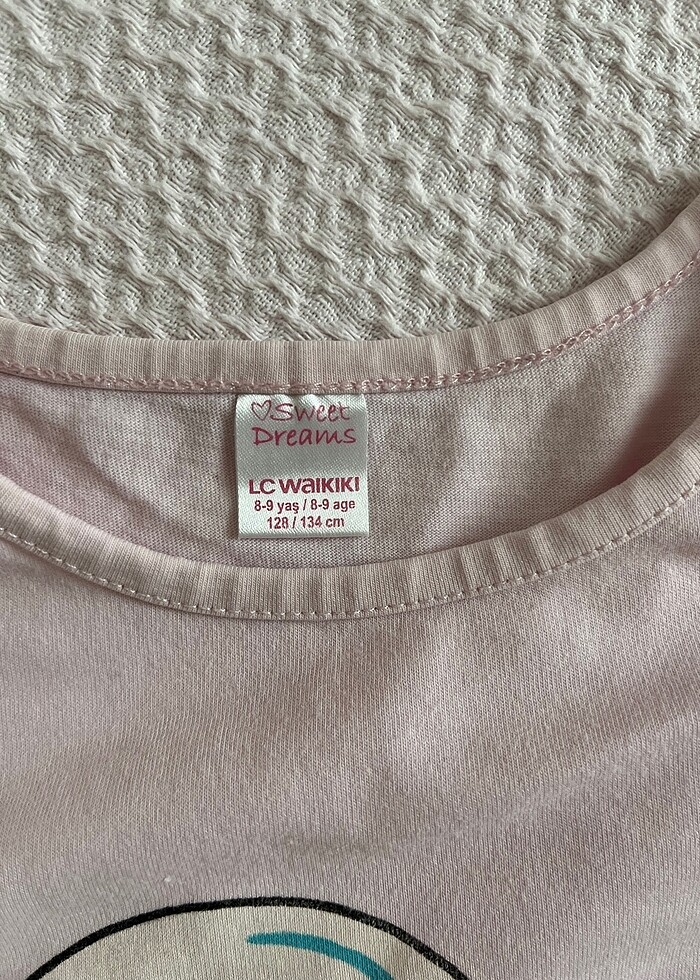 ♡Sweet
Dreams
LC WAIKIKI
8-9 yaş / 8-9 age
128 / 134 cm